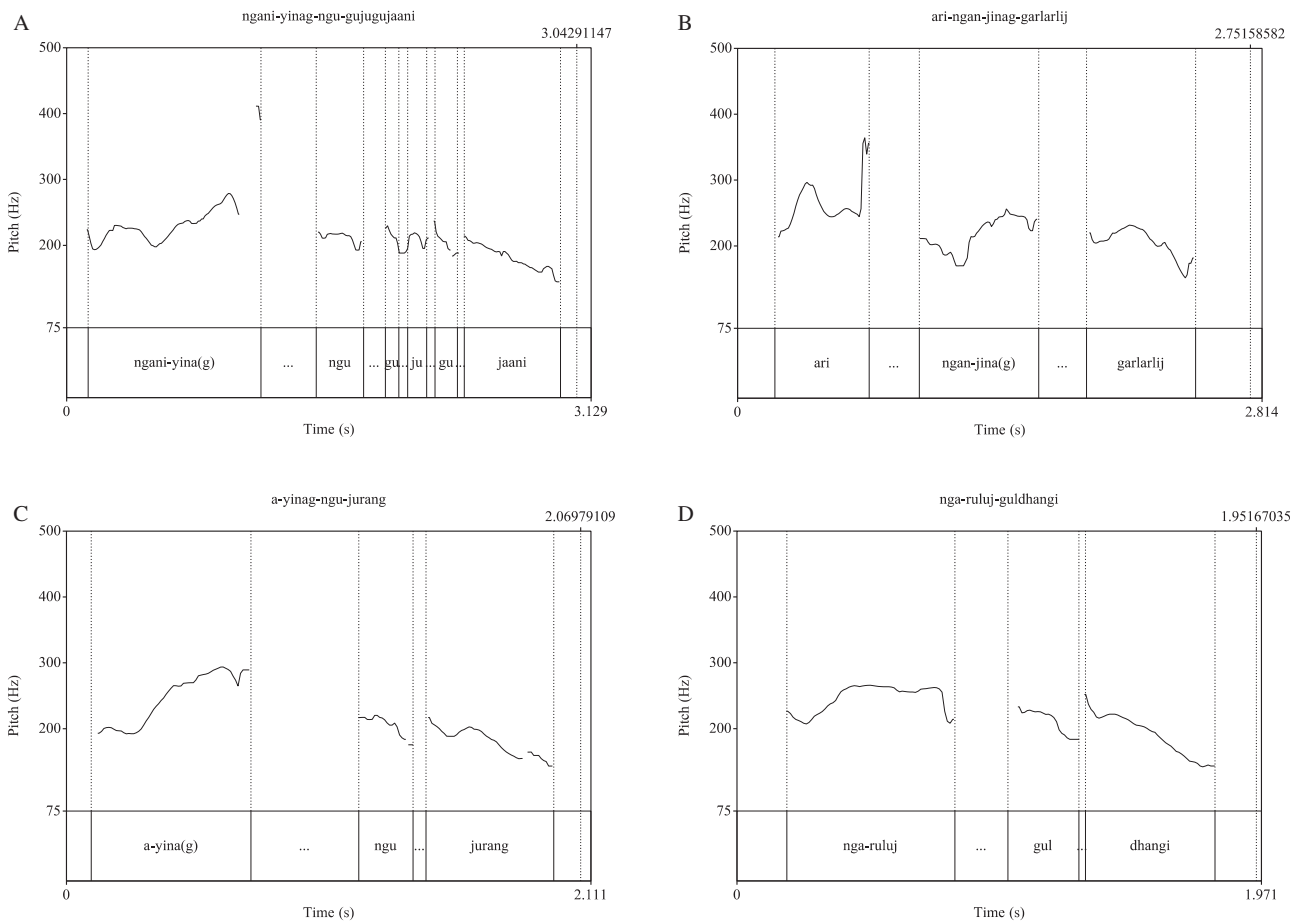 A
ngani-yinag-ngu-gujugujaani
3.04291147
500
400
300
200
75
Pitch (Hz)
ngani-yina(g) ... ngu ... gu ... ju ... gu ... jaani
0 3.129
Time (s)
B
ari-ngan-jinag-garlarlij
2.75158582
500
400
300
200
75
Pitch (Hz)
ari ... ngan-jina(g) ... garlarlij
0 2.814
Time (s)
C
a-yinag-ngu-jurang
2.06979109
500
400
300
200
75
Pitch (Hz)
a-yina(g) ... ngu ... jurang
0 2.111
Time (s)
D
nga-ruluj-guldhangi
1.95167035
500
400
300
200
75
Pitch (Hz)
nga-ruluj ... gul ... dhangi
0 1.971
Time (s)